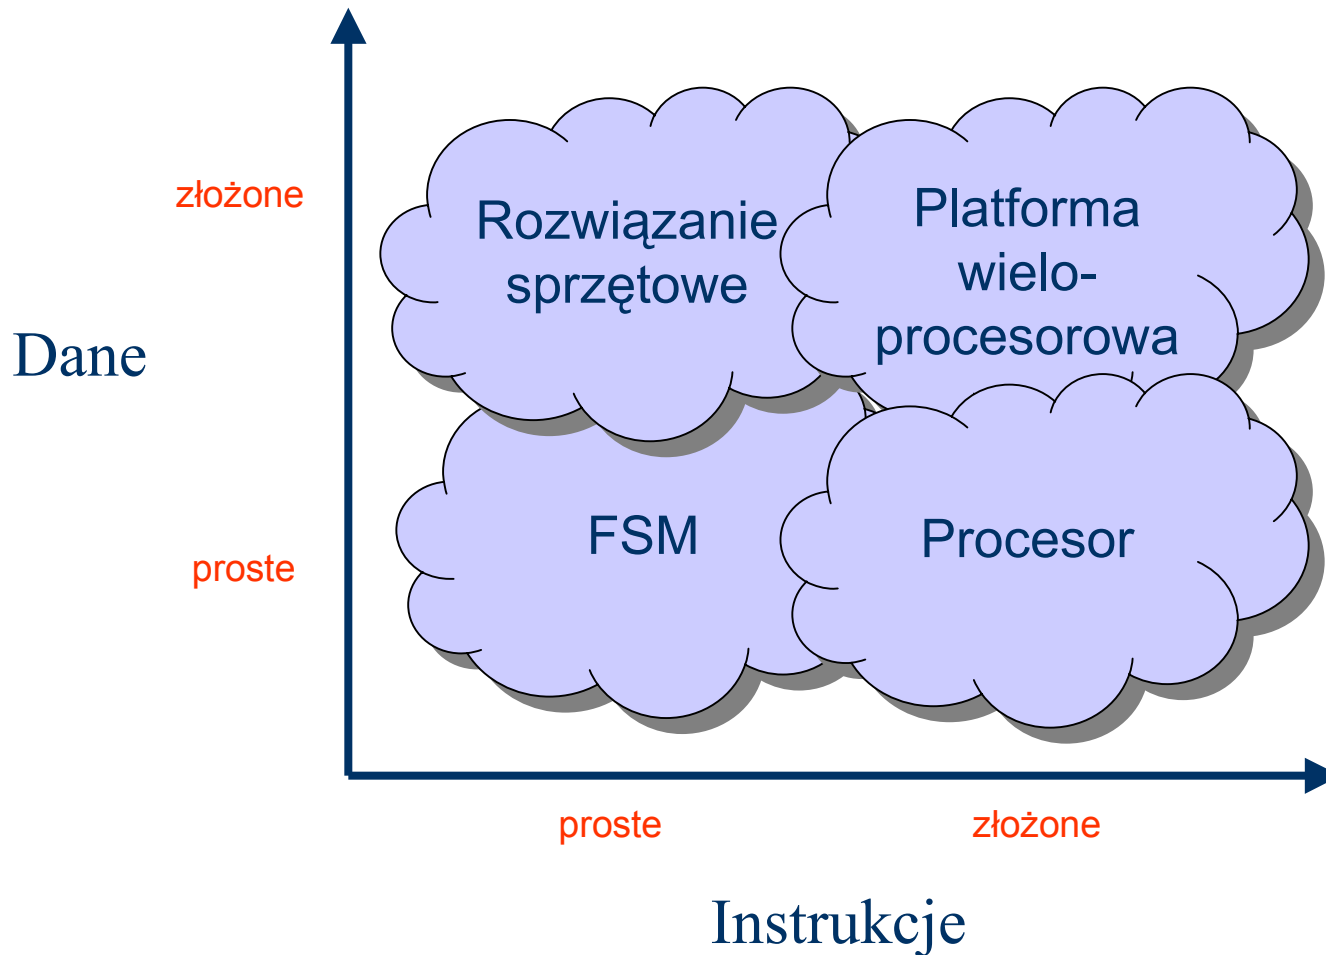 złożone
Rozwiązanie
sprzętowe
Platforma
wielo-
procesorowa
Dane
proste
FSM
Procesor
proste
złożone
Instrukcje